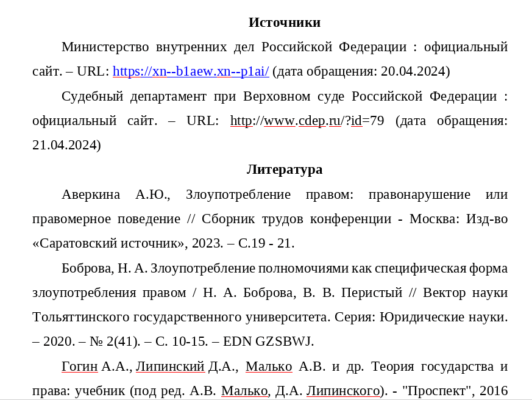 Источники
Министерство внутренних дел Российской Федерации : официальный
сайт. – URL: https://xn--b1aew.xn--p1ai/ (дата обращения: 20.04.2024)
Судебный департамент при Верховном суде Российской Федерации :
официальный сайт. – URL: http://www.cdep.ru/?id=79 (дата обращения:
21.04.2024)
Литература
Аверкина А.Ю., Злоупотребление правом: правонарушение или
правомерное поведение // Сборник трудов конференции - Москва: Изд-во
«Саратовский источник», 2023. – С.19 - 21.
Боброва, Н. А. Злоупотребление полномочиями как специфическая форма
злоупотребления правом / Н. А. Боброва, В. В. Перистый // Вектор науки
Тольяттинского государственного университета. Серия: Юридические науки.
– 2020. – № 2(41). – С. 10-15. – EDN GZSBWJ.
Гогин А.А., Липинский Д.А., Малько А.В. и др. Теория государства и
права: учебник (под ред. А.В. Малько, Д.А. Липинского). - "Проспект", 2016